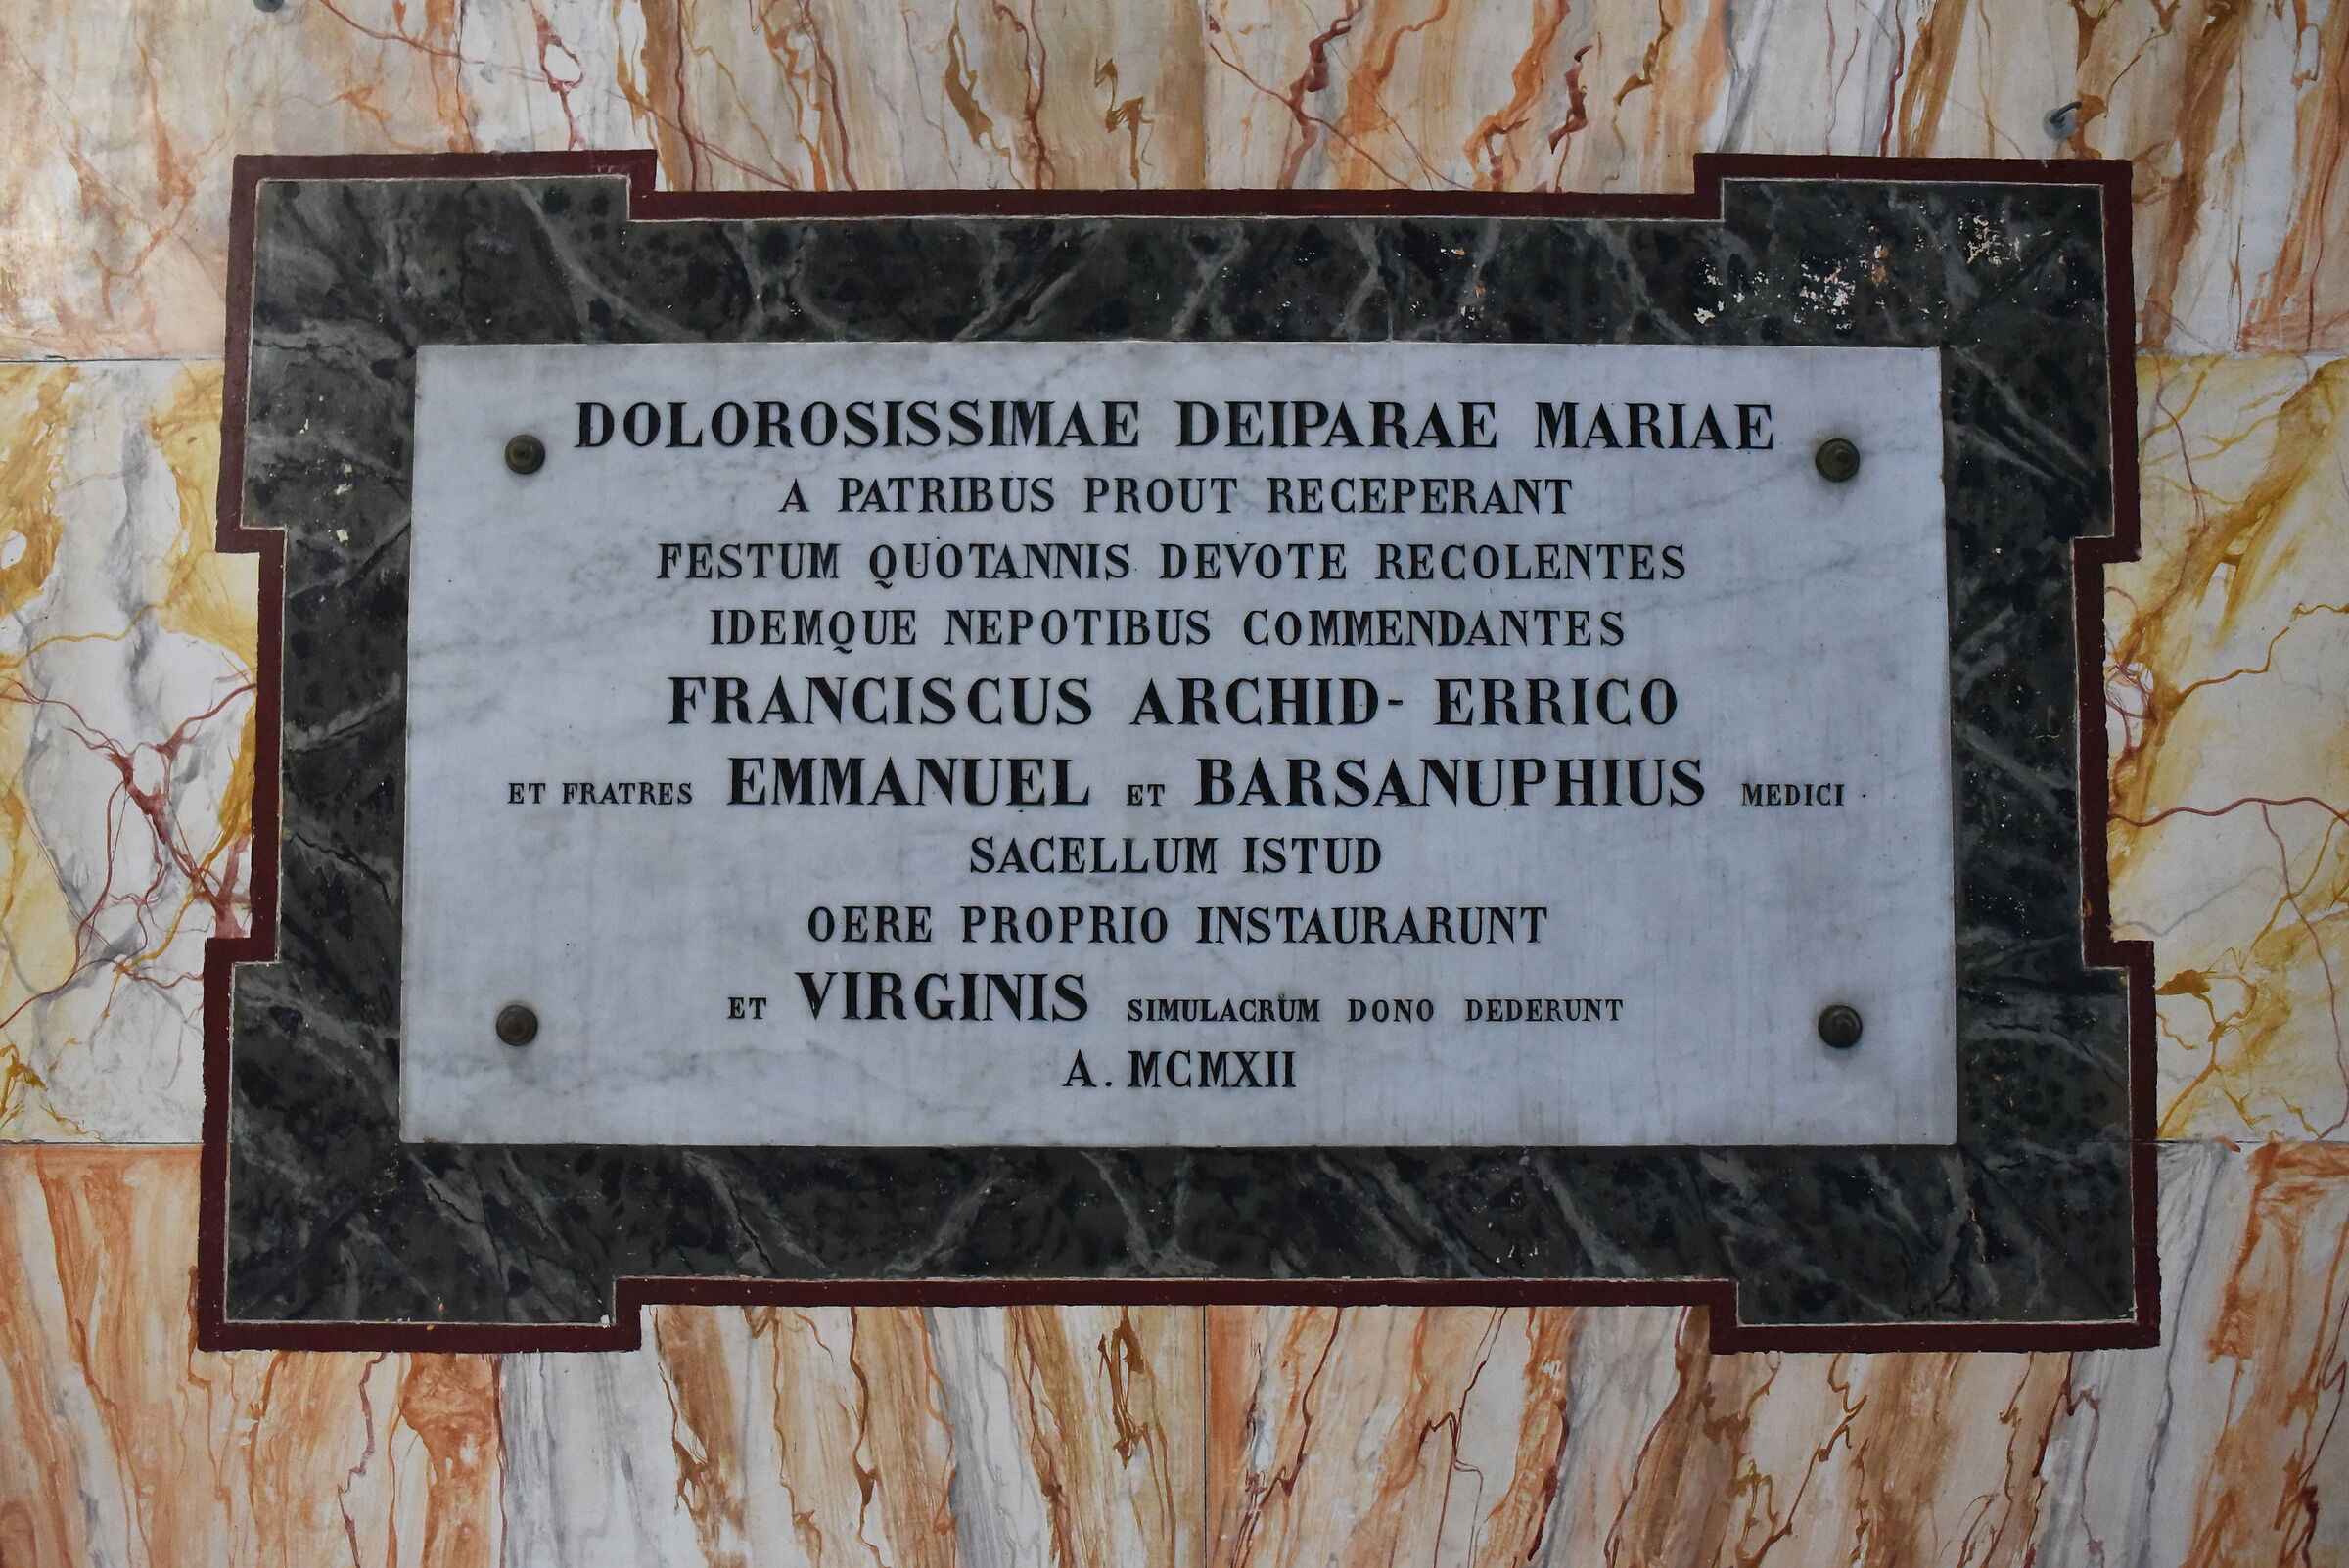 DOLOROSISSIMAE DEIPARAE MARIAE
A PATRIBUS PROUT RECEPERANT
FESTUM QUOTANNIS DEVOTE RECOLENTES
IDEMQUE NEPOTIBUS COMMENDANTES
FRANCISCUS ARCHID- ERRICO
ET FRATRES EMMANUEL ET BARSANUPHIUS MEDICI
SACELLUM ISTUD
OERE PROPRIO INSTAURARUNT
ET VIRGINIS SIMULACRUM DONO DEDERUNT
A. MCMXII